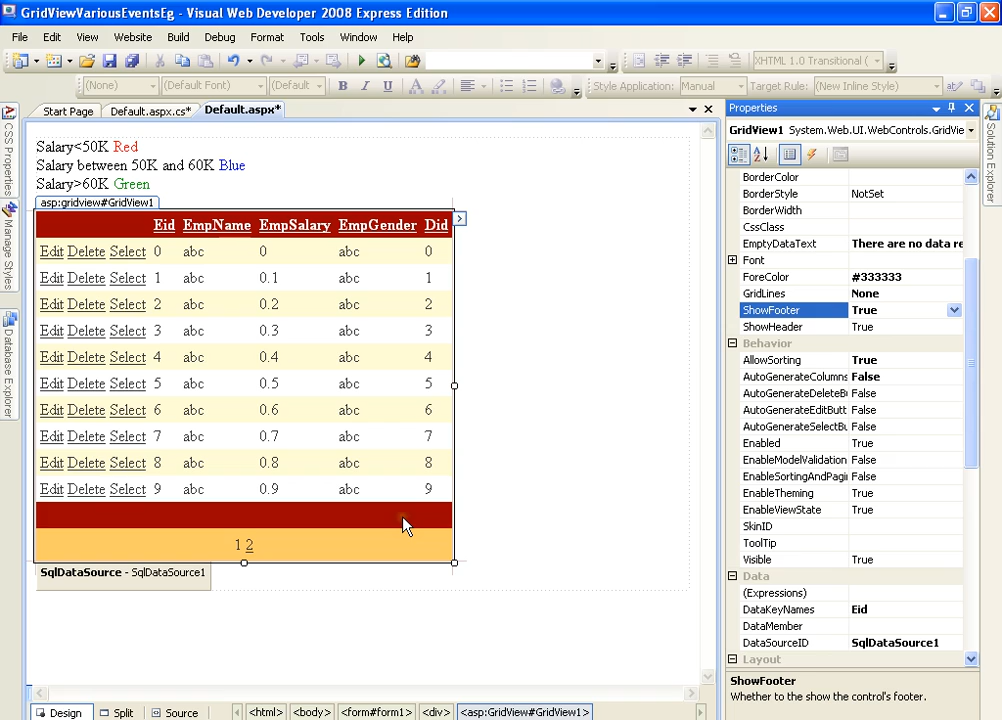 GridViewVariousEventsEg - Visual Web Developer 2008 Express Edition
File Edit View Website Build Debug Format Tools Window Help
XHTML 1.0 Transitional (
(None) (Default Font) (Default B I U A Style Application: Manual Target Rule: (New Inline Style)
Start Page Default.aspx.cs* Default.aspx*
CSS Properties
Manage Styles
Database Explorer
Salary<50K Red
Salary between 50K and 60K Blue
Salary>60K Green
asp:gridview#GridView1
Eid EmpName EmpSalary EmpGender Did
Edit Delete Select 0 abc 0 abc 0
Edit Delete Select 1 abc 0.1 abc 1
Edit Delete Select 2 abc 0.2 abc 2
Edit Delete Select 3 abc 0.3 abc 3
Edit Delete Select 4 abc 0.4 abc 4
Edit Delete Select 5 abc 0.5 abc 5
Edit Delete Select 6 abc 0.6 abc 6
Edit Delete Select 7 abc 0.7 abc 7
Edit Delete Select 8 abc 0.8 abc 8
Edit Delete Select 9 abc 0.9 abc 9
1 2
SqlDataSource - SqlDataSource1
Design Split Source <html> <body> <form#form1> <div> <asp:GridView#GridView1>
Properties
GridView1 System.Web.UI.WebControls.GridVie
BorderColor
BorderStyle NotSet
BorderWidth
CssClass
EmptyDataText There are no data re
Font
ForeColor #333333
GridLines None
ShowFooter True
ShowHeader True
Behavior
AllowSorting True
AutoGenerateColumns False
AutoGenerateDeleteBu False
AutoGenerateEditButt False
AutoGenerateSelectBu False
Enabled True
EnableModelValidation False
EnableSortingAndPagin False
EnableTheming True
EnableViewState True
SkinID
ToolTip
Visible True
Data
(Expressions)
DataKeyNames Eid
DataMember
DataSourceID SqlDataSource1
Layout
ShowFooter
Whether to the show the control's footer.
Solution Explorer